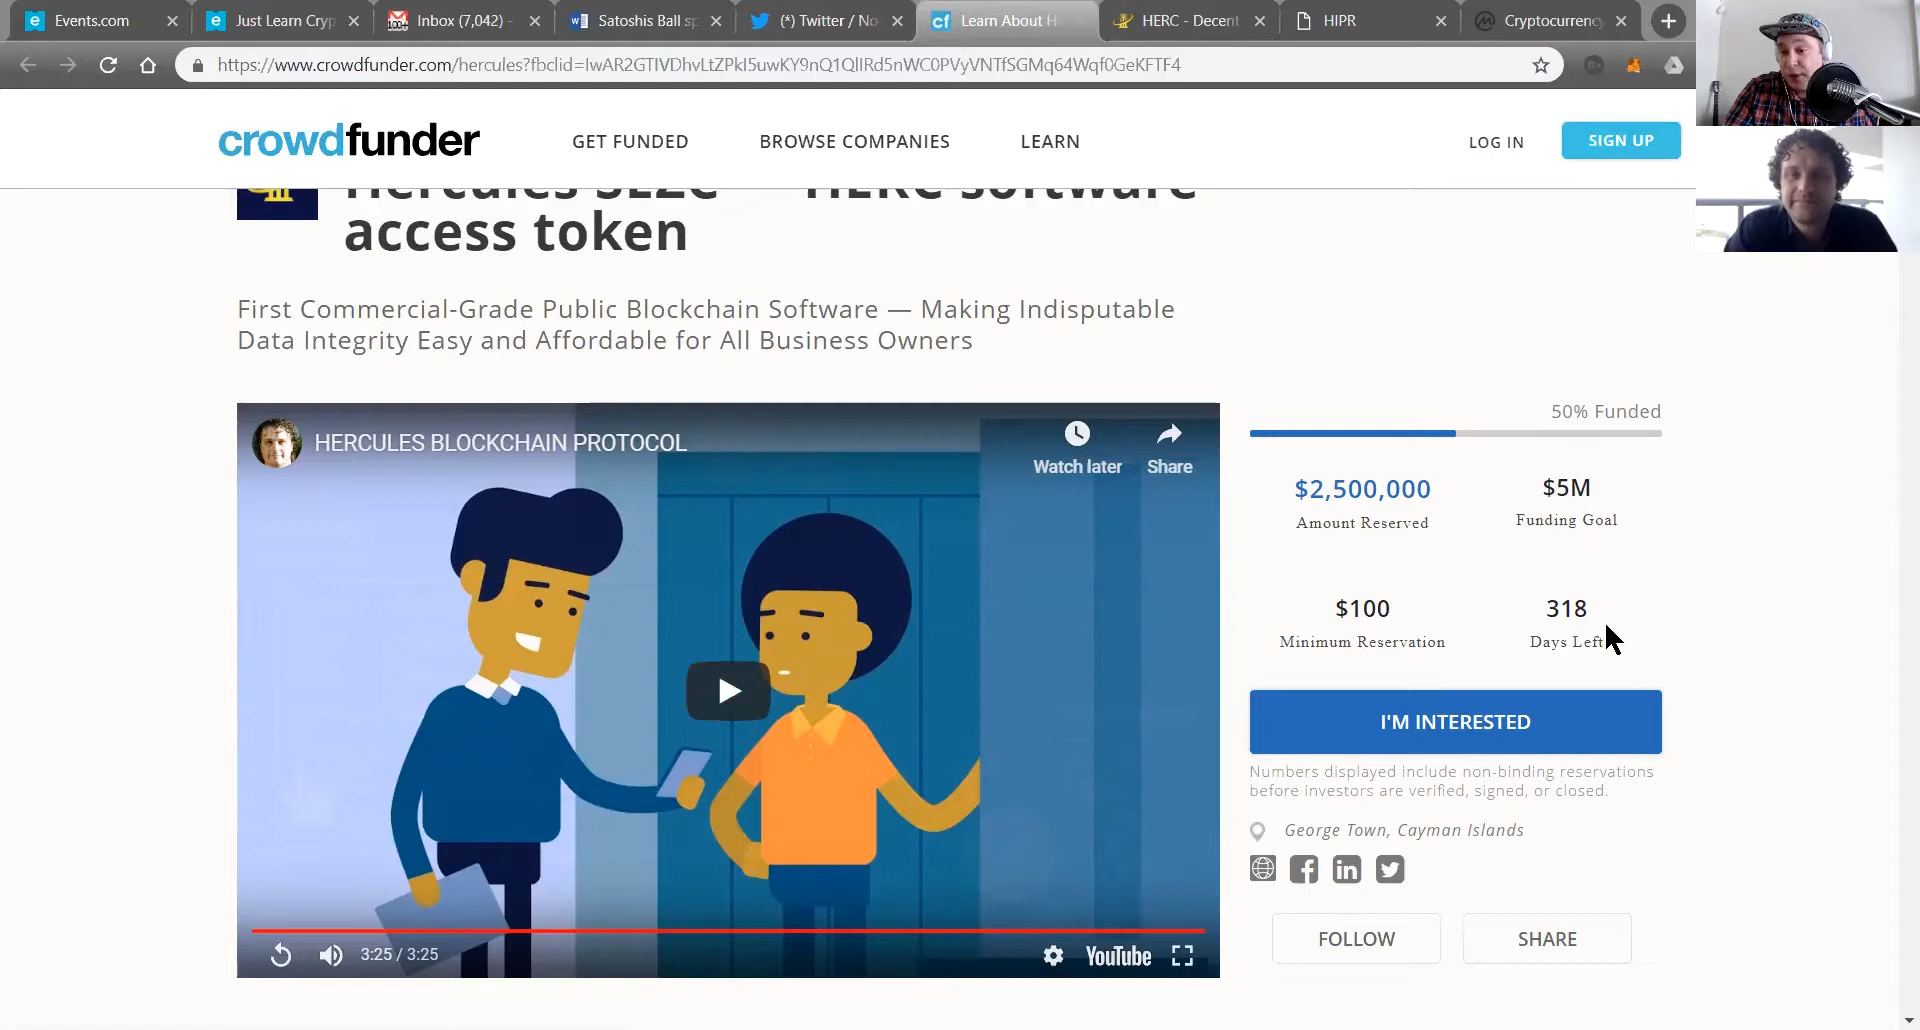 Events.com
Just Learn Cryp
Inbox (7,042) -
Satoshis Ball sp
(*) Twitter / No
Learn About H
HERC - Decent
HIPR
Cryptocurrency
https://www.crowdfunder.com/hercules?fbclid=IwAR2GTIVDhvLtZPkI5uwKY9nQ1QlIRd5nWC0PVyVNTfSGMq64Wqf0GeKFTF4
crowdfunder
GET FUNDED
BROWSE COMPANIES
LEARN
LOG IN
SIGN UP
Hercules SEZC — HERC software
access token
First Commercial-Grade Public Blockchain Software — Making Indisputable
Data Integrity Easy and Affordable for All Business Owners
HERCULES BLOCKCHAIN PROTOCOL
Watch later
Share
3:25 / 3:25
YouTube
50% Funded
$2,500,000
Amount Reserved
$5M
Funding Goal
$100
Minimum Reservation
318
Days Left
I'M INTERESTED
Numbers displayed include non-binding reservations
before investors are verified, signed, or closed.
George Town, Cayman Islands
FOLLOW
SHARE